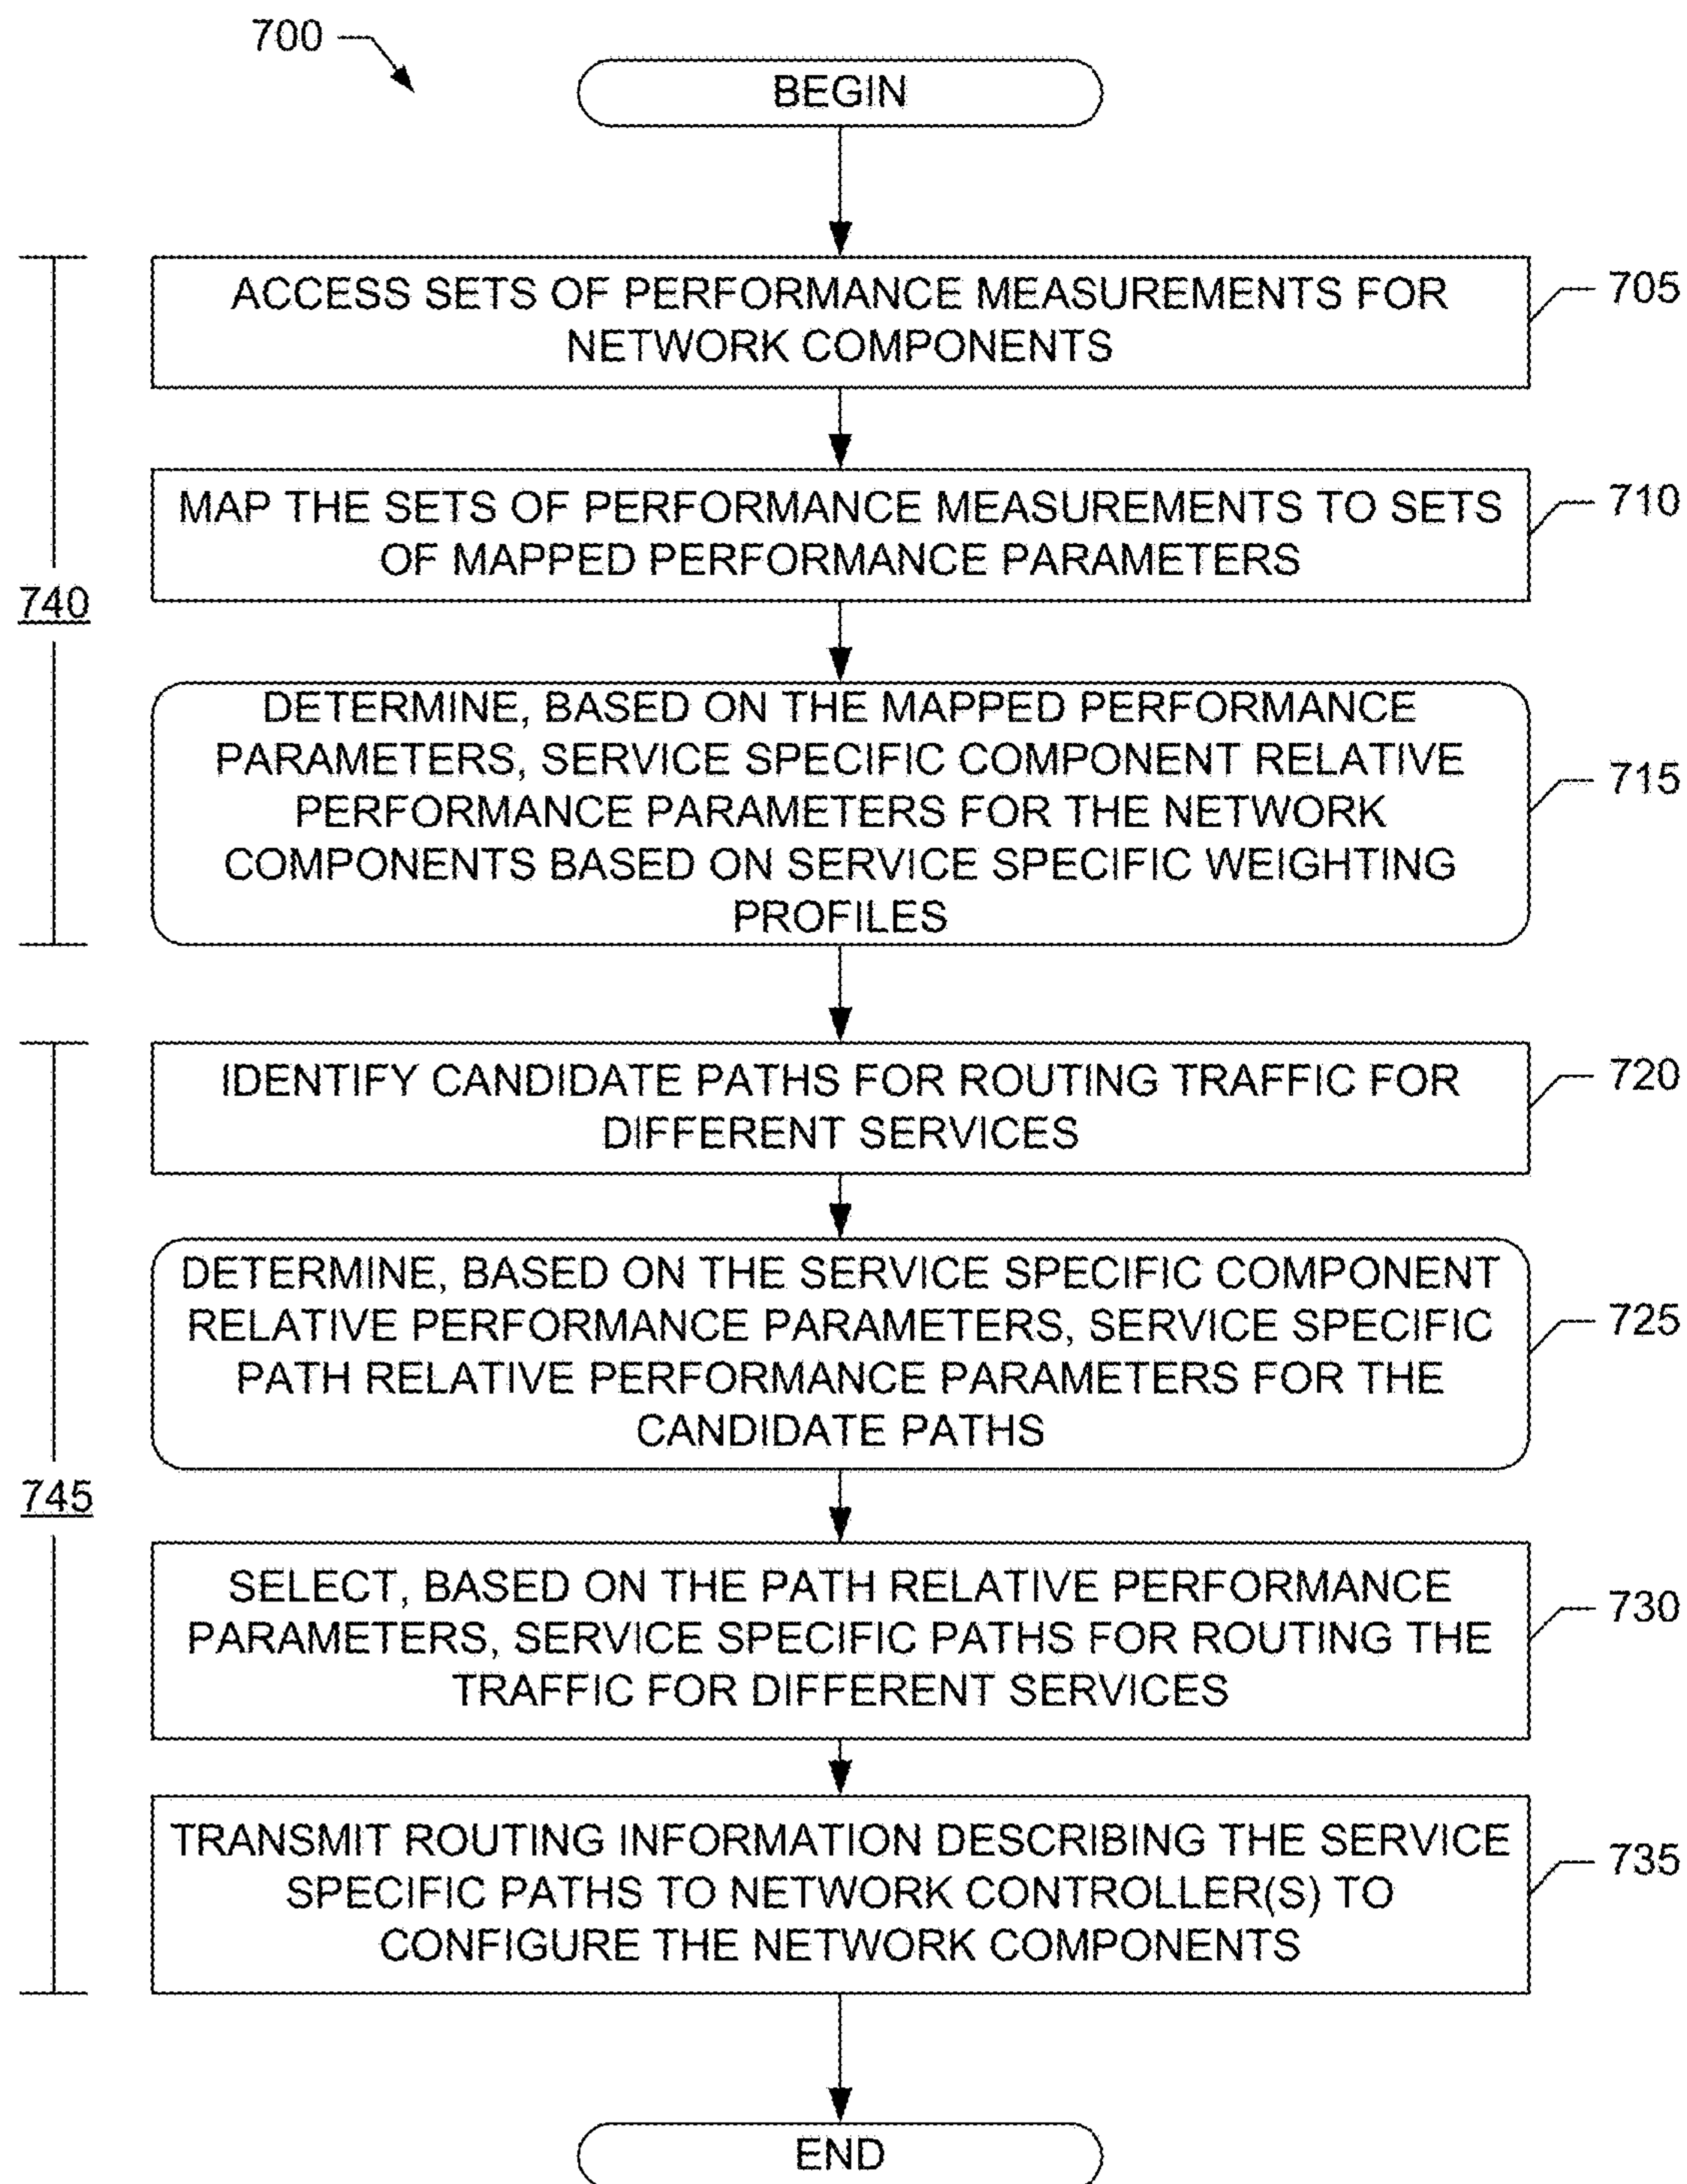 700
BEGIN
ACCESS SETS OF PERFORMANCE MEASUREMENTS FOR
NETWORK COMPONENTS
705
MAP THE SETS OF PERFORMANCE MEASUREMENTS TO SETS
OF MAPPED PERFORMANCE PARAMETERS
710
740
DETERMINE, BASED ON THE MAPPED PERFORMANCE
PARAMETERS, SERVICE SPECIFIC COMPONENT RELATIVE
PERFORMANCE PARAMETERS FOR THE NETWORK
COMPONENTS BASED ON SERVICE SPECIFIC WEIGHTING
PROFILES
715
IDENTIFY CANDIDATE PATHS FOR ROUTING TRAFFIC FOR
DIFFERENT SERVICES
720
DETERMINE, BASED ON THE SERVICE SPECIFIC COMPONENT
RELATIVE PERFORMANCE PARAMETERS, SERVICE SPECIFIC
PATH RELATIVE PERFORMANCE PARAMETERS FOR THE
CANDIDATE PATHS
725
745
SELECT, BASED ON THE PATH RELATIVE PERFORMANCE
PARAMETERS, SERVICE SPECIFIC PATHS FOR ROUTING THE
TRAFFIC FOR DIFFERENT SERVICES
730
TRANSMIT ROUTING INFORMATION DESCRIBING THE SERVICE
SPECIFIC PATHS TO NETWORK CONTROLLER(S) TO
CONFIGURE THE NETWORK COMPONENTS
735
END